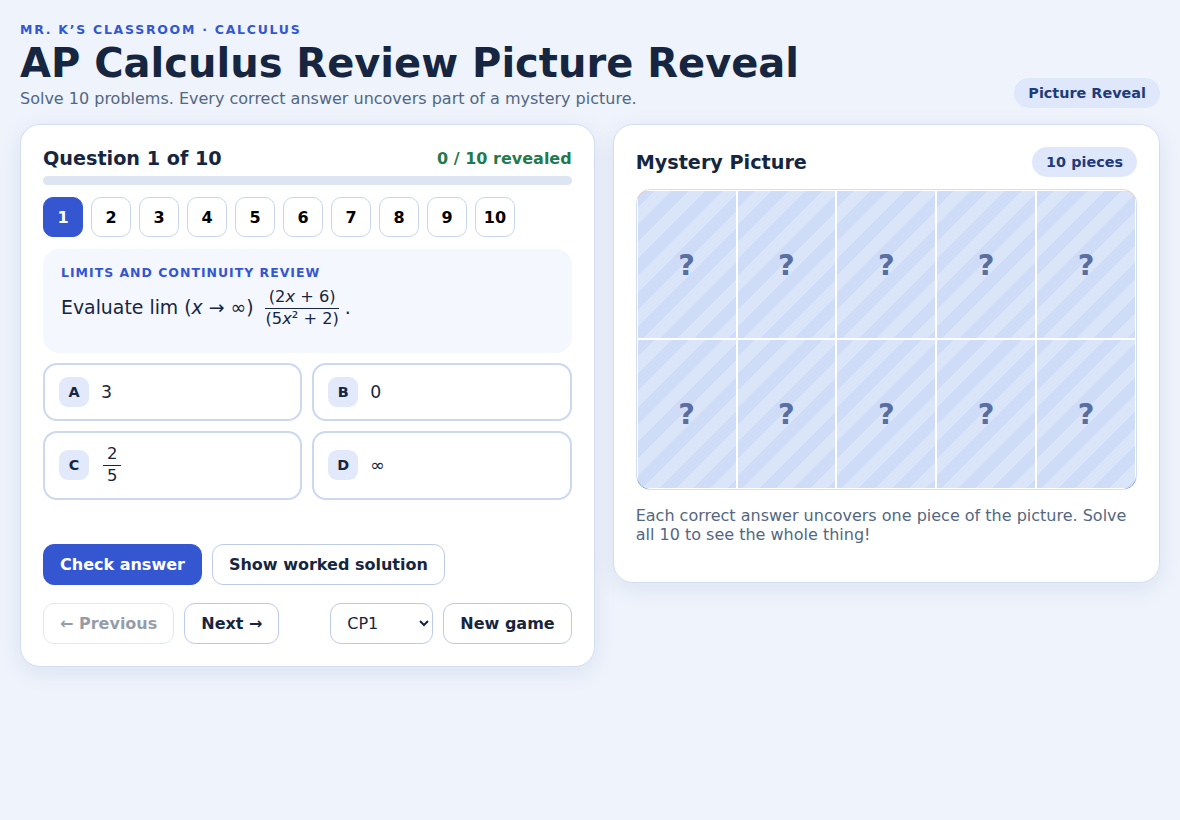 MR. K’S CLASSROOM · CALCULUS
AP Calculus Review Picture Reveal
Solve 10 problems. Every correct answer uncovers part of a mystery picture.
Picture Reveal
Question 1 of 10
0 / 10 revealed
1 2 3 4 5 6 7 8 9 10
LIMITS AND CONTINUITY REVIEW
Evaluate lim (x → ∞) (2x + 6)/(5x² + 2).
A 3
B 0
C 2/5
D ∞
Check answer
Show worked solution
← Previous
Next →
CP1
New game
Mystery Picture
10 pieces
? ? ? ? ?
? ? ? ? ?
Each correct answer uncovers one piece of the picture. Solve
all 10 to see the whole thing!